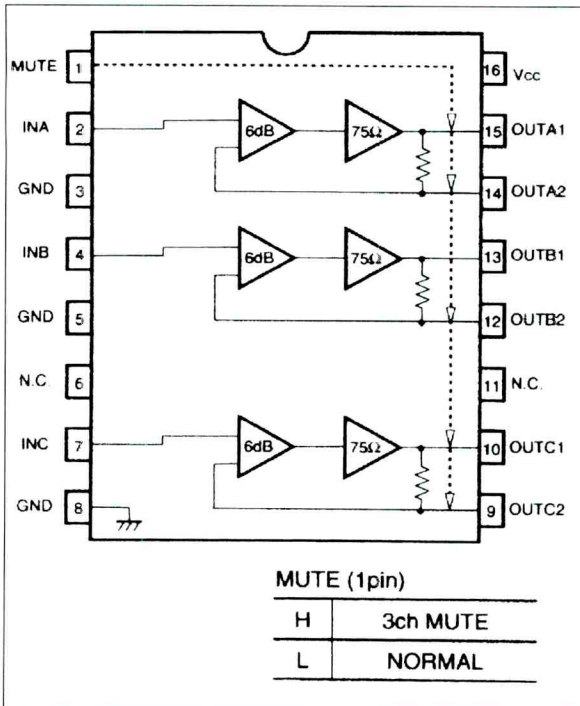 MUTE 1 16 Vcc
INA 2 6dB 75Ω 15 OUTA1
GND 3 14 OUTA2
INB 4 6dB 75Ω 13 OUTB1
GND 5 12 OUTB2
N.C. 6 11 N.C.
INC 7 6dB 75Ω 10 OUTC1
GND 8 9 OUTC2
MUTE (1pin)
H 3ch MUTE
L NORMAL